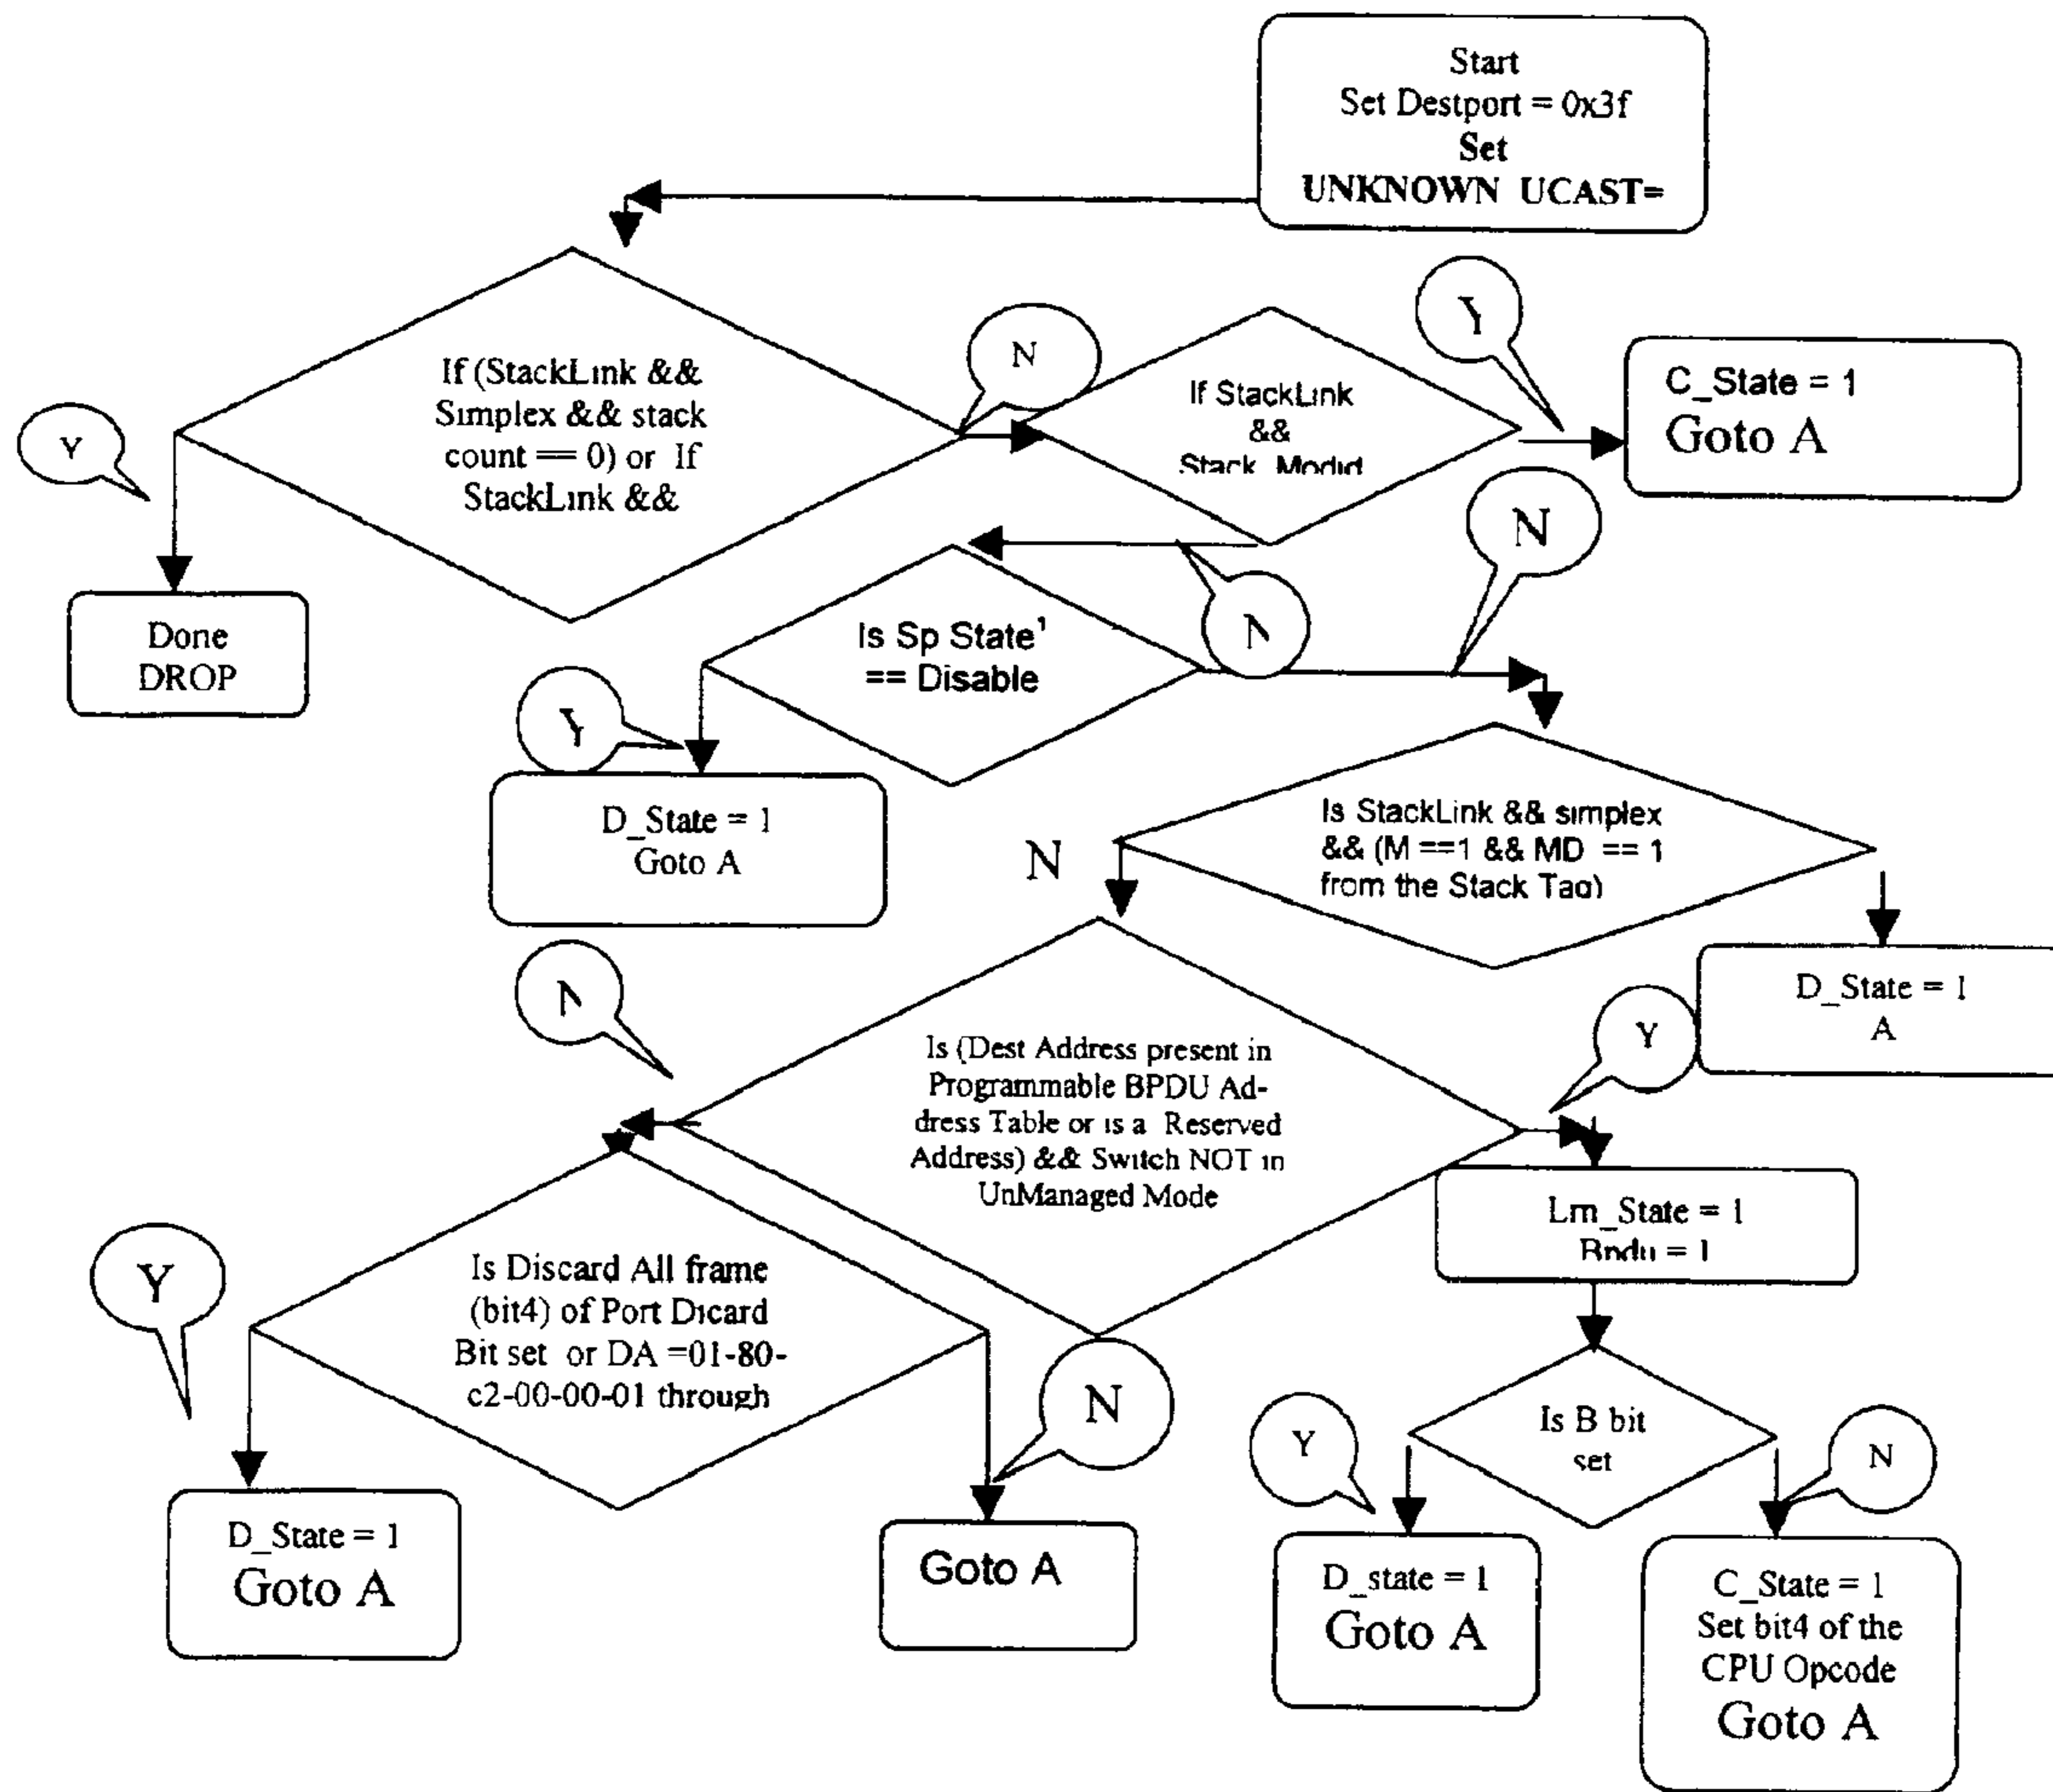 Start
Set Destport = 0x3f
Set
UNKNOWN UCAST=
If (StackLink &&
Simplex && stack
count == 0) or If
StackLink &&
Y
N
If StackLink
&&
Stack Modid
Y
C_State = 1
Goto A
Done
DROP
N
N
Is Sp State¹
== Disable
Y
D_State = 1
Goto A
Is StackLink && simplex
&& (M ==1 && MD == 1
from the Stack Tag)
N
D_State = 1
A
N
Is (Dest Address present in
Programmable BPDU Ad-
dress Table or is a Reserved
Address) && Switch NOT in
UnManaged Mode
Y
Lm_State = 1
Bpdu = 1
Y
Is Discard All frame
(bit4) of Port Dicard
Bit set or DA =01-80-
c2-00-00-01 through
N
Is B bit
set
Y
N
D_State = 1
Goto A
Goto A
D_state = 1
Goto A
C_State = 1
Set bit4 of the
CPU Opcode
Goto A